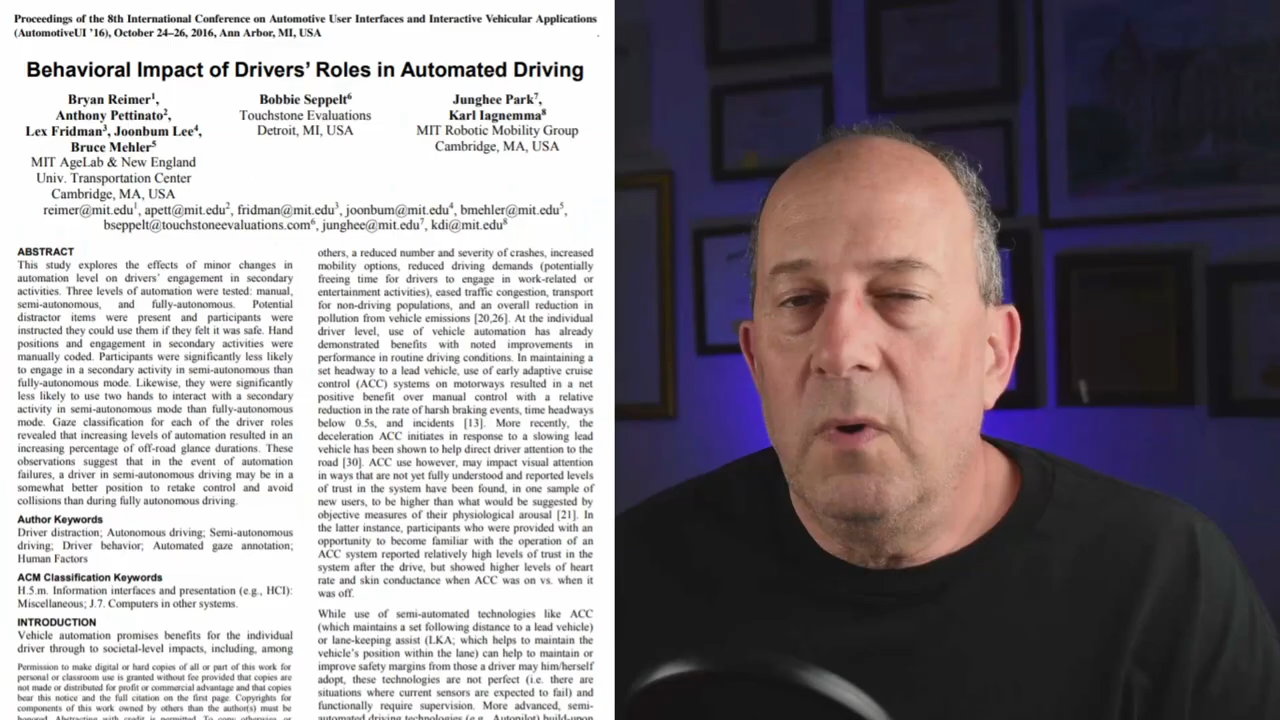 Proceedings of the 8th International Conference on Automotive User Interfaces and Interactive Vehicular Applications
(AutomotiveUI '16), October 24–26, 2016, Ann Arbor, MI, USA
Behavioral Impact of Drivers' Roles in Automated Driving
Bryan Reimer1,
Anthony Pettinato2,
Lex Fridman3, Joonbum Lee4,
Bruce Mehler5
MIT AgeLab & New England
Univ. Transportation Center
Cambridge, MA, USA
Bobbie Seppelt6
Touchstone Evaluations
Detroit, MI, USA
Junghee Park7,
Karl Iagnemma8
MIT Robotic Mobility Group
Cambridge, MA, USA
reimer@mit.edu1, apett@mit.edu2, fridman@mit.edu3, joonbum@mit.edu4, bmehler@mit.edu5,
bseppelt@touchstoneevaluations.com6, junghee@mit.edu7, kdi@mit.edu8
ABSTRACT
This study explores the effects of minor changes in
automation level on drivers' engagement in secondary
activities. Three levels of automation were tested: manual,
semi-autonomous, and fully-autonomous. Potential
distractor items were present and participants were
instructed they could use them if they felt it was safe. Hand
positions and engagement in secondary activities were
manually coded. Participants were significantly less likely
to engage in a secondary activity in semi-autonomous than
fully-autonomous mode. Likewise, they were significantly
less likely to use two hands to interact with a secondary
activity in semi-autonomous mode than fully-autonomous
mode. Gaze classification for each of the driver roles
revealed that increasing levels of automation resulted in an
increasing percentage of off-road glance durations. These
observations suggest that in the event of automation
failures, a driver in semi-autonomous driving may be in a
somewhat better position to retake control and avoid
collisions than during fully autonomous driving.
Author Keywords
Driver distraction; Autonomous driving; Semi-autonomous
driving; Driver behavior; Automated gaze annotation;
Human Factors
ACM Classification Keywords
H.5.m. Information interfaces and presentation (e.g., HCI):
Miscellaneous; J.7. Computers in other systems.
INTRODUCTION
Vehicle automation promises benefits for the individual
driver through to societal-level impacts, including, among
Permission to make digital or hard copies of all or part of this work for
personal or classroom use is granted without fee provided that copies are
not made or distributed for profit or commercial advantage and that copies
bear this notice and the full citation on the first page. Copyrights for
components of this work owned by others than the author(s) must be
honored. Abstracting with credit is permitted. To copy otherwise, or
others, a reduced number and severity of crashes, increased
mobility options, reduced driving demands (potentially
freeing time for drivers to engage in work-related or
entertainment activities), eased traffic congestion, transport
for non-driving populations, and an overall reduction in
pollution from vehicle emissions [20,26]. At the individual
driver level, use of vehicle automation has already
demonstrated benefits with noted improvements in
performance in routine driving conditions. In maintaining a
set headway to a lead vehicle, use of early adaptive cruise
control (ACC) systems on motorways resulted in a net
positive benefit over manual control with a relative
reduction in the rate of harsh braking events, time headways
below 0.5s, and incidents [13]. More recently, the
deceleration ACC initiates in response to a slowing lead
vehicle has been shown to help direct driver attention to the
road [30]. ACC use however, may impact visual attention
in ways that are not yet fully understood and reported levels
of trust in the system have been found, in one sample of
new users, to be higher than what would be suggested by
objective measures of their physiological arousal [21]. In
the latter instance, participants who were provided with an
opportunity to become familiar with the operation of an
ACC system reported relatively high levels of trust in the
system after the drive, but showed higher levels of heart
rate and skin conductance when ACC was on vs. when it
was off.
While use of semi-automated technologies like ACC
(which maintains a set following distance to a lead vehicle)
or lane-keeping assist (LKA; which helps to maintain the
vehicle's position within the lane) can help to maintain or
improve safety margins from those a driver may him/herself
adopt, these technologies are not perfect (i.e. there are
situations where current sensors are expected to fail) and
functionally require supervision. More advanced, semi-
automated driving technologies (e.g., Autopilot) build-upon